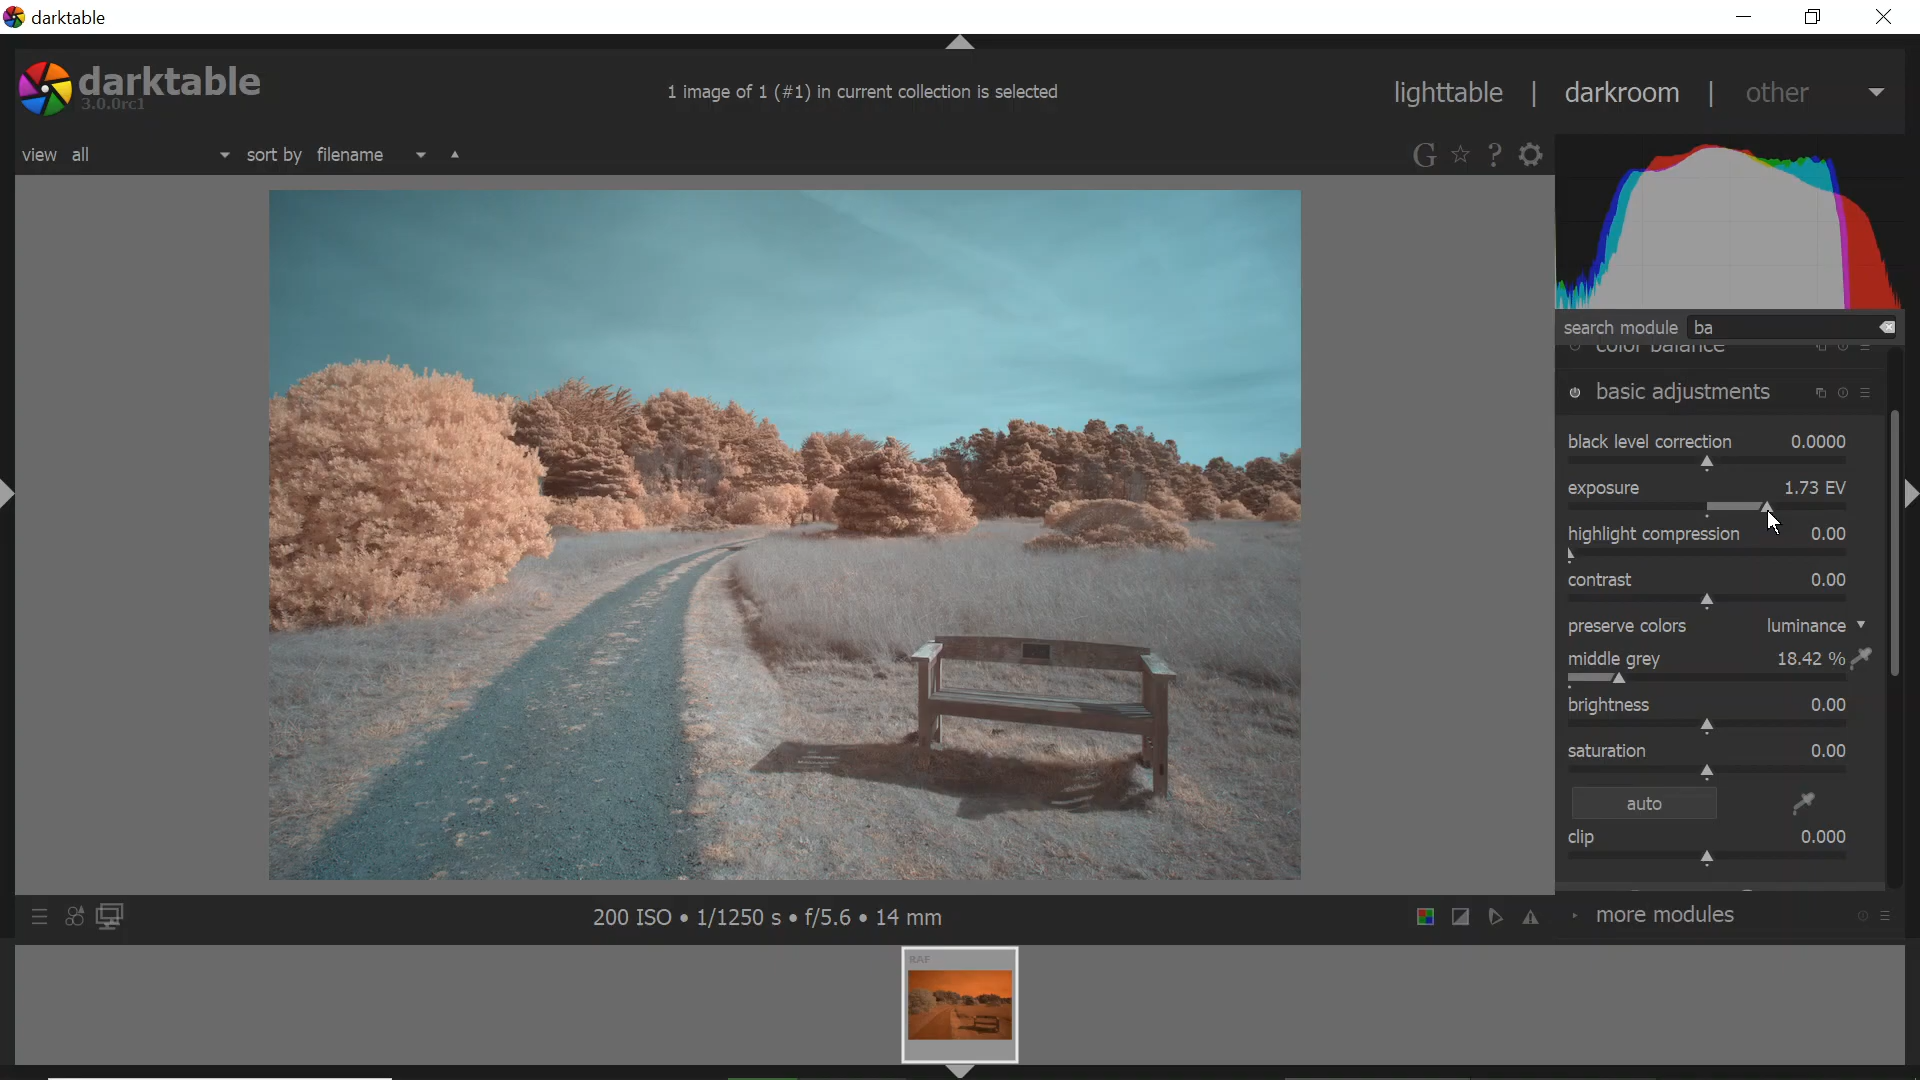 darktable
darktable
3.0.0rc1
1 image of 1 (#1) in current collection is selected
lighttable | darkroom | other
view all sort by filename
G ☆ ?
search module ba
color balance
basic adjustments
black level correction 0.0000
exposure 1.73 EV
highlight compression 0.00
contrast 0.00
preserve colors luminance
middle grey 18.42 %
brightness 0.00
saturation 0.00
auto
clip 0.000
200 ISO • 1/1250 s • f/5.6 • 14 mm
more modules
RAF